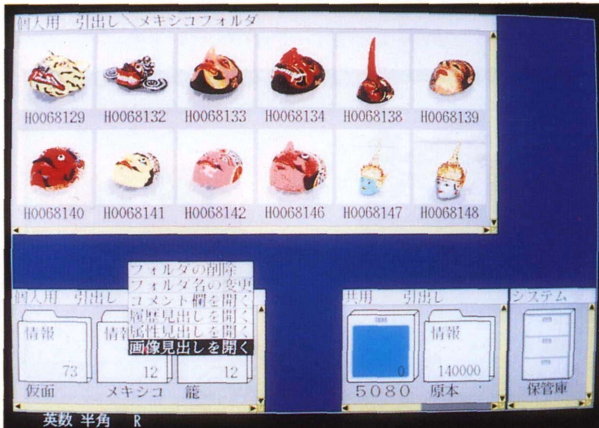 個人用 引出し＼メキシコフォルダ
H0068129 H0068132 H0068133 H0068134 H0068138 H0068139
H0068140 H0068141 H0068142 H0068146 H0068147 H0068148
フォルダの削除
フォルダ名の変更
コメント欄を開く
履歴見出しを開く
属性見出しを開く
画像見出しを開く
個人用 引出し
情報 情報
73 12 12
仮面 メキシコ 籠
共用 引出し
情報
0 140000
5080 原本
システム
保管庫
英数 半角 R